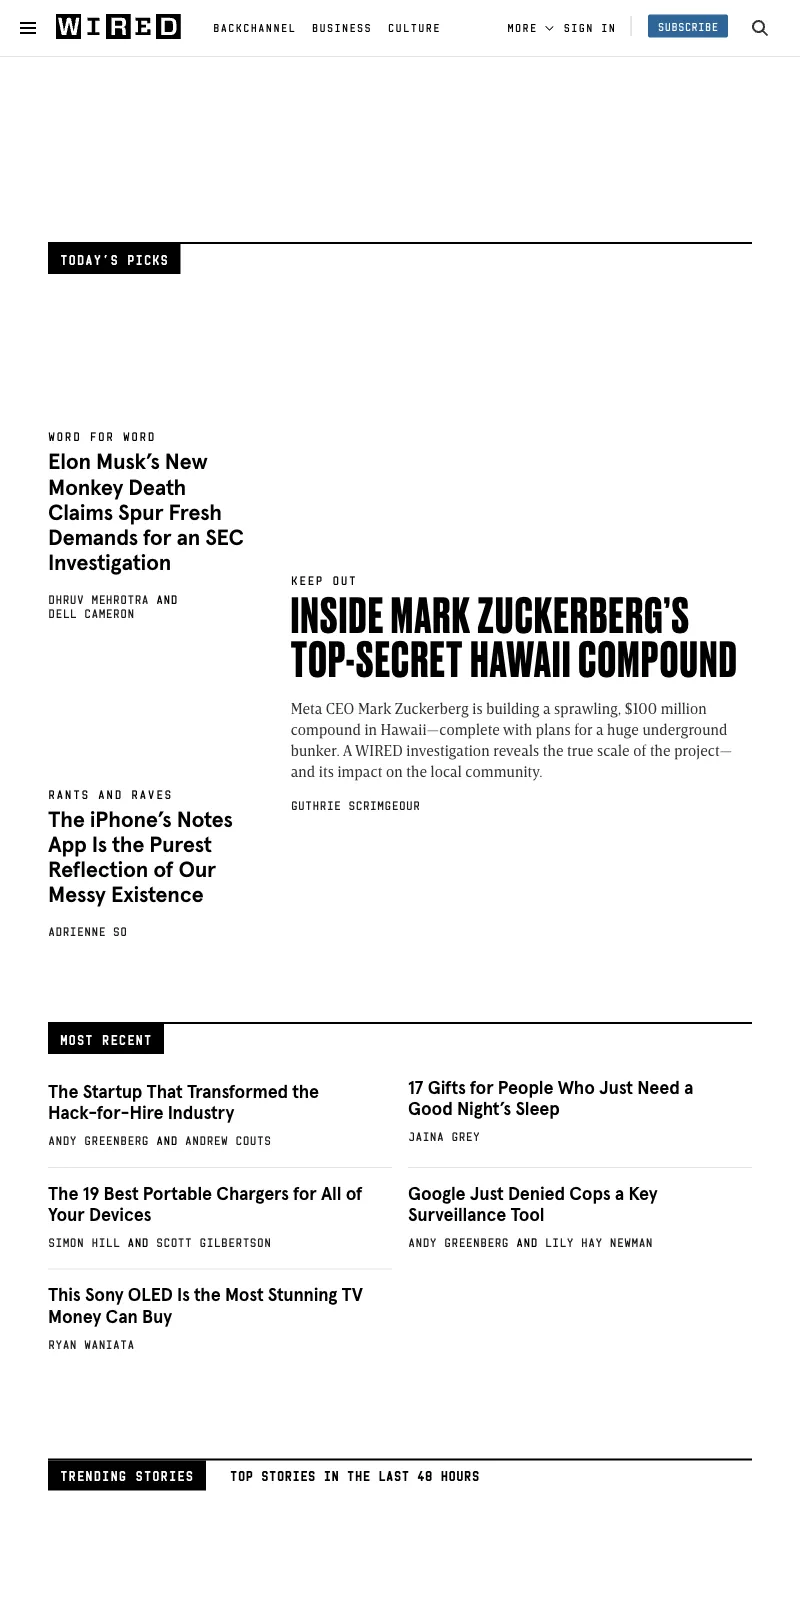 WIRED
BACKCHANNEL BUSINESS CULTURE MORE SIGN IN SUBSCRIBE
TODAY'S PICKS
WORD FOR WORD
Elon Musk’s New
Monkey Death
Claims Spur Fresh
Demands for an SEC
Investigation
DHRUV MEHROTRA AND
DELL CAMERON
RANTS AND RAVES
The iPhone’s Notes
App Is the Purest
Reflection of Our
Messy Existence
ADRIENNE SO
KEEP OUT
INSIDE MARK ZUCKERBERG’S
TOP-SECRET HAWAII COMPOUND
Meta CEO Mark Zuckerberg is building a sprawling, $100 million
compound in Hawaii—complete with plans for a huge underground
bunker. A WIRED investigation reveals the true scale of the project—
and its impact on the local community.
GUTHRIE SCRIMGEOUR
MOST RECENT
The Startup That Transformed the
Hack-for-Hire Industry
ANDY GREENBERG AND ANDREW COUTS
17 Gifts for People Who Just Need a
Good Night’s Sleep
JAINA GREY
The 19 Best Portable Chargers for All of
Your Devices
SIMON HILL AND SCOTT GILBERTSON
Google Just Denied Cops a Key
Surveillance Tool
ANDY GREENBERG AND LILY HAY NEWMAN
This Sony OLED Is the Most Stunning TV
Money Can Buy
RYAN WANIATA
TRENDING STORIES TOP STORIES IN THE LAST 48 HOURS